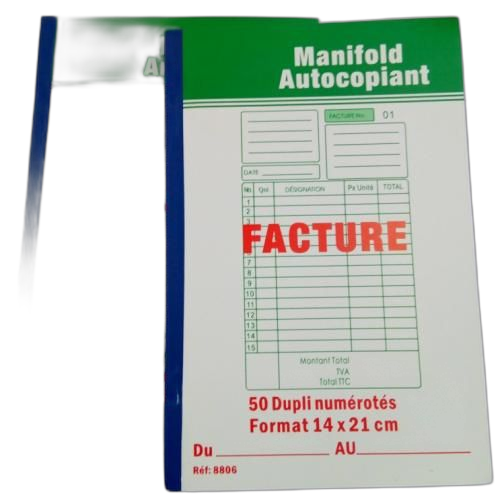 Manifold
Autocopiant
FACTURE No. 01
DATE
No Qté DÉSIGNATION Px Unité TOTAL
1
2
3
FACTURE
6
7
8
9
10
11
12
13
14
15
Montant Total
TVA
Total TTC
50 Dupli numérotés
Format 14 x 21 cm
Du AU
Réf: 8806